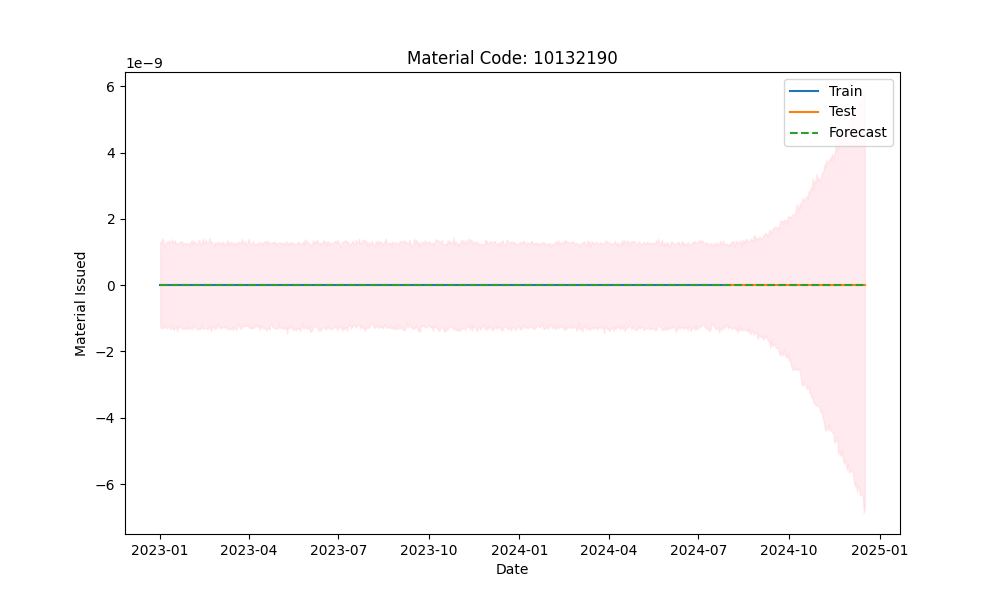 Material Code: 10132190
1e−9
6
4
2
0
−2
−4
−6
Material Issued
Train
Test
Forecast
2023-01 2023-04 2023-07 2023-10 2024-01 2024-04 2024-07 2024-10 2025-01
Date